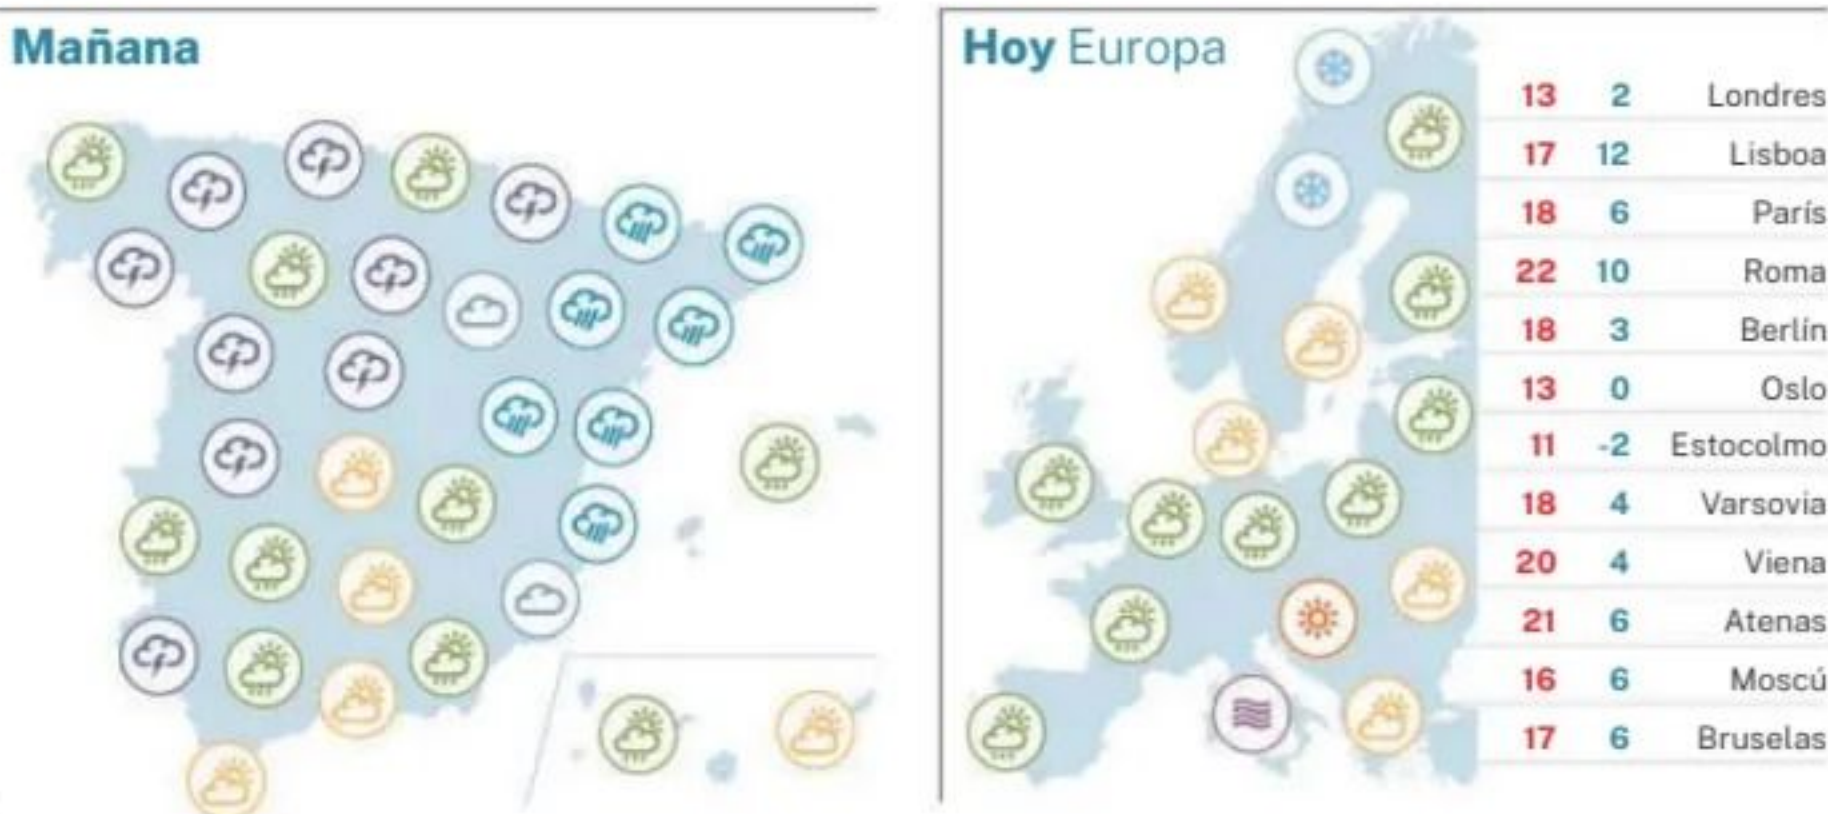 Mañana
Hoy Europa
13 2 Londres
17 12 Lisboa
18 6 París
22 10 Roma
18 3 Berlín
13 0 Oslo
11 -2 Estocolmo
18 4 Varsovia
20 4 Viena
21 6 Atenas
16 6 Moscú
17 6 Bruselas